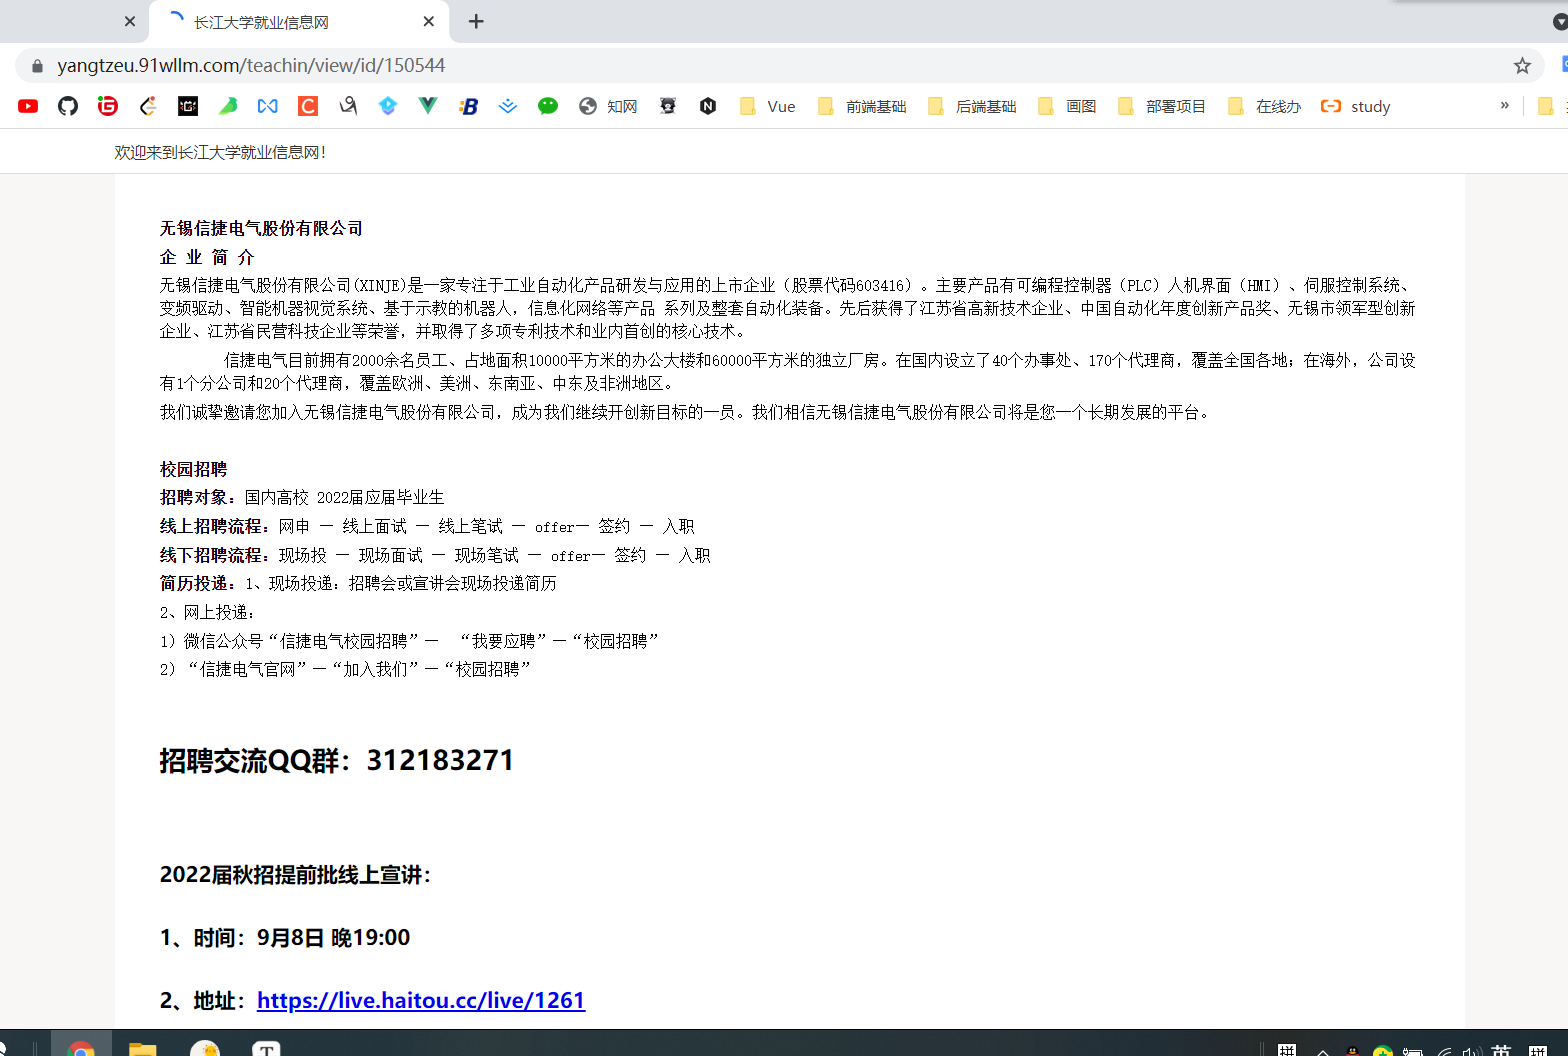 长江大学就业信息网
yangtzeu.91wllm.com/teachin/view/id/150544
知网 Vue 前端基础 后端基础 画图 部署项目 在线办 study »
欢迎来到长江大学就业信息网！
无锡信捷电气股份有限公司
企 业 简 介
无锡信捷电气股份有限公司(XINJE)是一家专注于工业自动化产品研发与应用的上市企业（股票代码603416）。主要产品有可编程控制器（PLC）人机界面（HMI）、伺服控制系统、
变频驱动、智能机器视觉系统、基于示教的机器人，信息化网络等产品 系列及整套自动化装备。先后获得了江苏省高新技术企业、中国自动化年度创新产品奖、无锡市领军型创新
企业、江苏省民营科技企业等荣誉，并取得了多项专利技术和业内首创的核心技术。
信捷电气目前拥有2000余名员工、占地面积10000平方米的办公大楼和60000平方米的独立厂房。在国内设立了40个办事处、170个代理商，覆盖全国各地；在海外，公司设
有1个分公司和20个代理商，覆盖欧洲、美洲、东南亚、中东及非洲地区。
我们诚挚邀请您加入无锡信捷电气股份有限公司，成为我们继续开创新目标的一员。我们相信无锡信捷电气股份有限公司将是您一个长期发展的平台。
校园招聘
招聘对象：国内高校 2022届应届毕业生
线上招聘流程：网申 — 线上面试 — 线上笔试 — offer— 签约 — 入职
线下招聘流程：现场投 — 现场面试 — 现场笔试 — offer— 签约 — 入职
简历投递：1、现场投递：招聘会或宣讲会现场投递简历
2、网上投递：
1）微信公众号“信捷电气校园招聘”— “我要应聘”—“校园招聘”
2）“信捷电气官网”—“加入我们”—“校园招聘”
招聘交流QQ群：312183271
2022届秋招提前批线上宣讲：
1、时间：9月8日 晚19:00
2、地址：https://live.haitou.cc/live/1261
拼 英 拼